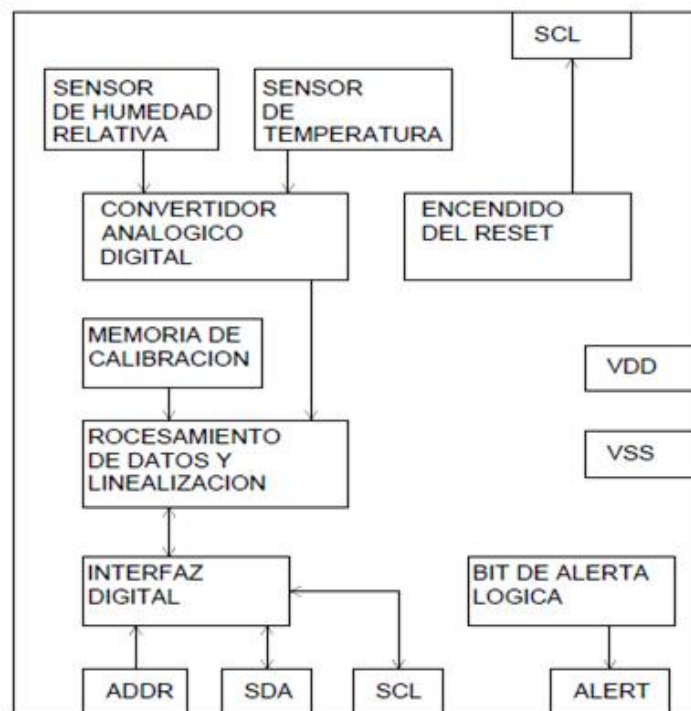 SCL
SENSOR
DE HUMEDAD
RELATIVA
SENSOR
DE
TEMPERATURA
CONVERTIDOR
ANALOGICO
DIGITAL
ENCENDIDO
DEL RESET
MEMORIA DE
CALIBRACION
VDD
ROCESAMIENTO
DE DATOS Y
LINEALIZACION
VSS
INTERFAZ
DIGITAL
BIT DE ALERTA
LOGICA
ADDR
SDA
SCL
ALERT